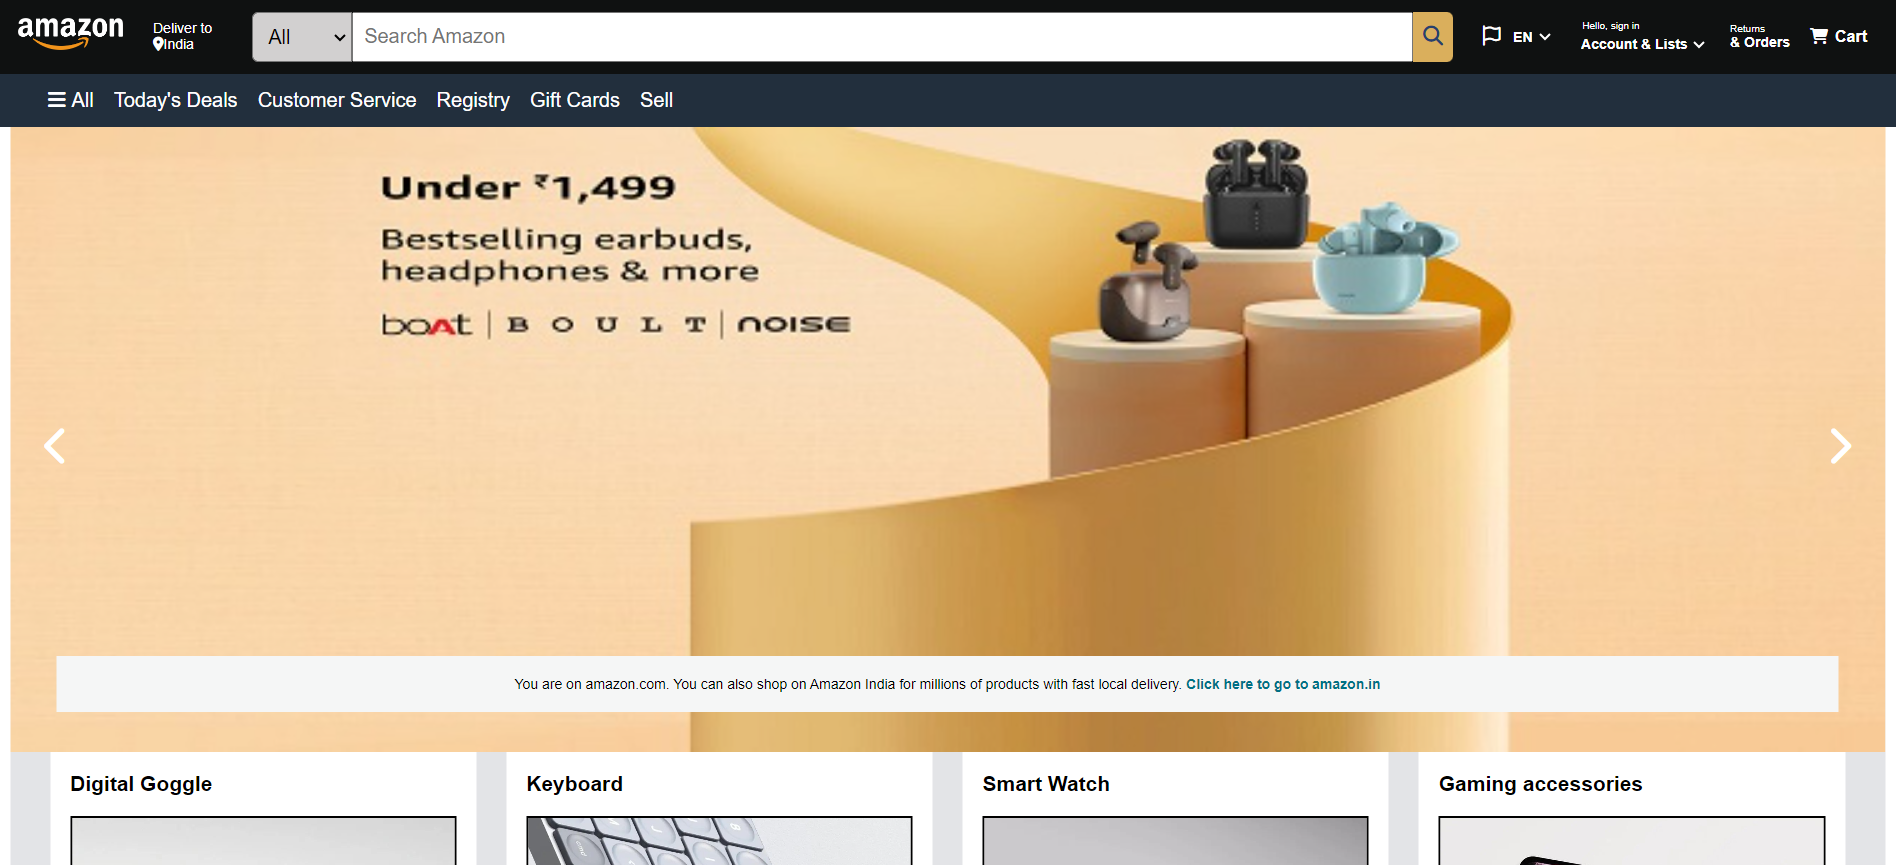 amazon
Deliver to
India
All
Search Amazon
EN
Hello, sign in
Account & Lists
Returns
& Orders
Cart
All
Today's Deals
Customer Service
Registry
Gift Cards
Sell
Under ₹1,499
Bestselling earbuds,
headphones & more
boAt | BOULT | NOISE
You are on amazon.com. You can also shop on Amazon India for millions of products with fast local delivery. Click here to go to amazon.in
Digital Goggle
Keyboard
Smart Watch
Gaming accessories